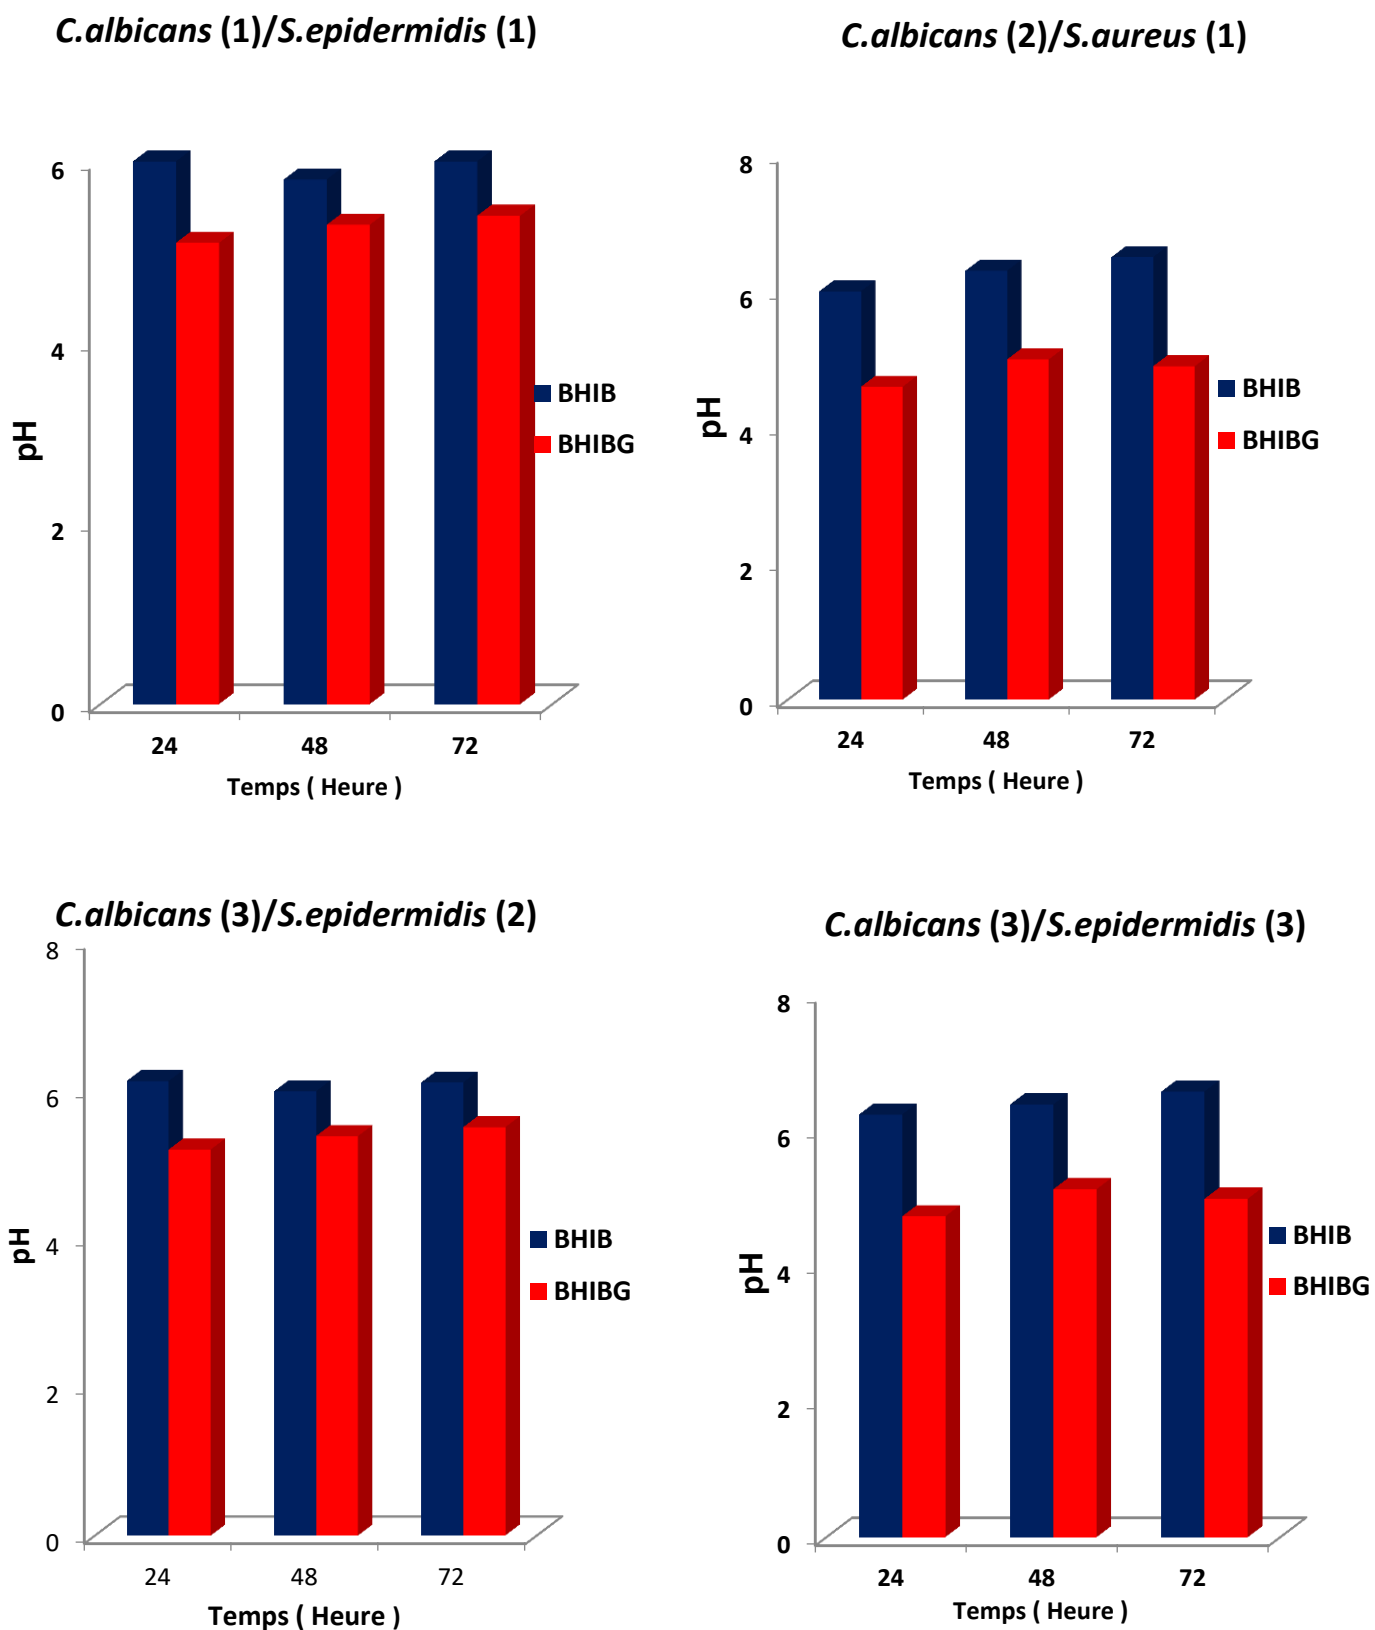 C.albicans (1)/S.epidermidis (1)
6
4
2
0
pH
24 48 72
Temps ( Heure )
BHIB
BHIBG
C.albicans (2)/S.aureus (1)
8
6
4
2
0
pH
24 48 72
Temps ( Heure )
BHIB
BHIBG
C.albicans (3)/S.epidermidis (2)
8
6
4
2
0
pH
24 48 72
Temps ( Heure )
BHIB
BHIBG
C.albicans (3)/S.epidermidis (3)
8
6
4
2
0
pH
24 48 72
Temps ( Heure )
BHIB
BHIBG